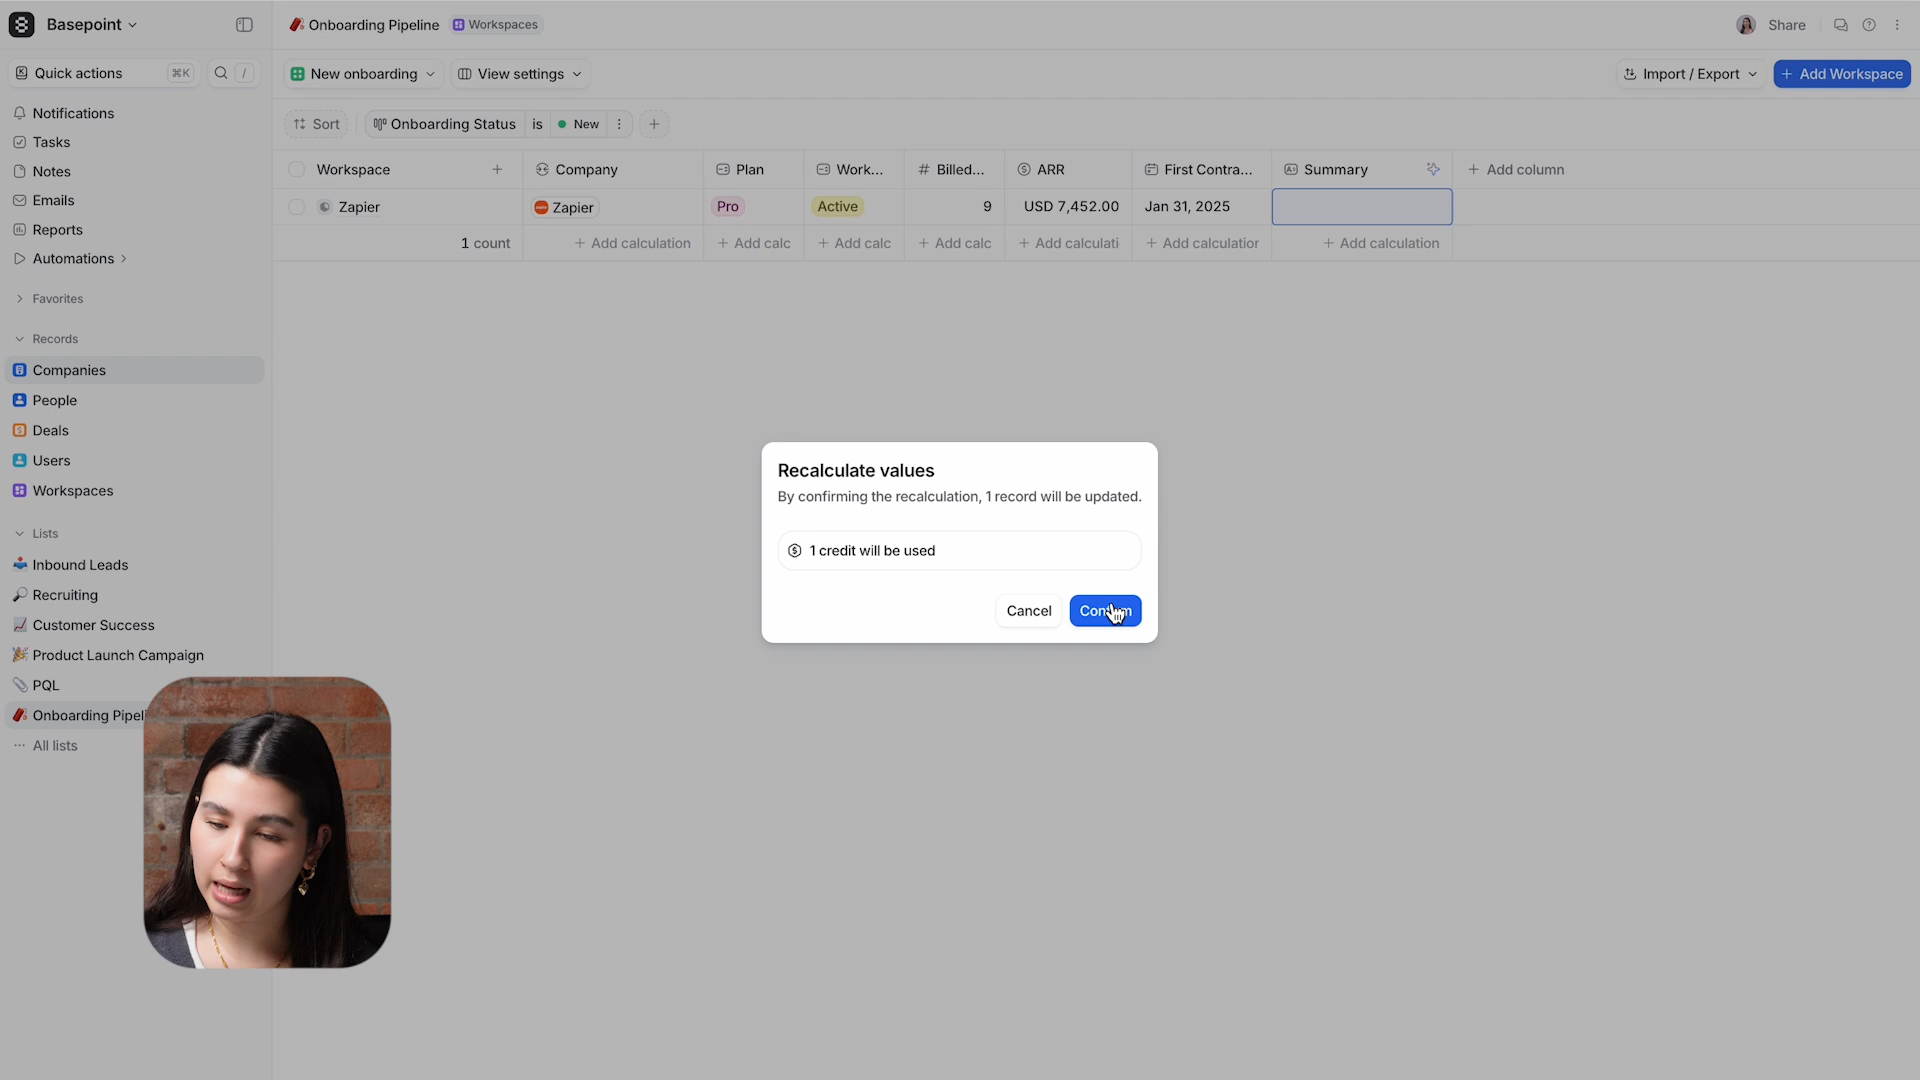 Basepoint
Onboarding Pipeline
Workspaces
Share
Quick actions
⌘K
/
New onboarding
View settings
Import / Export
+ Add Workspace
Notifications
Tasks
Notes
Emails
Reports
Automations
Sort
Onboarding Status
is
New
Workspace
Company
Plan
Work...
# Billed...
ARR
First Contra...
Summary
+ Add column
Zapier
Zapier
Pro
Active
9
USD 7,452.00
Jan 31, 2025
1 count
+ Add calculation
+ Add calc
+ Add calc
+ Add calc
+ Add calculati
+ Add calculation
+ Add calculation
Favorites
Records
Companies
People
Deals
Users
Workspaces
Lists
Inbound Leads
Recruiting
Customer Success
Product Launch Campaign
PQL
Onboarding Pipeli
All lists
Recalculate values
By confirming the recalculation, 1 record will be updated.
1 credit will be used
Cancel
Confirm